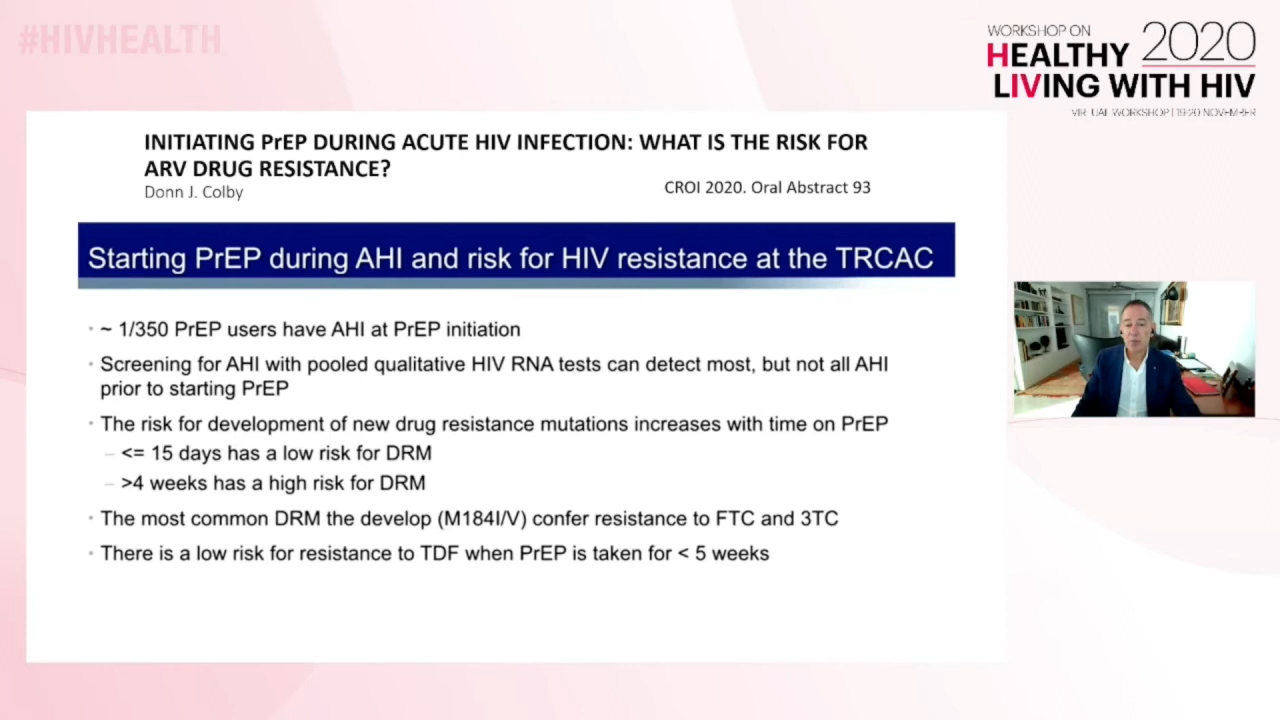 #HIVHEALTH
WORKSHOP ON 2020
HEALTHY
LIVING WITH HIV
VIRTUAL WORKSHOP | 19-20 NOVEMBER
INITIATING PrEP DURING ACUTE HIV INFECTION: WHAT IS THE RISK FOR
ARV DRUG RESISTANCE?
Donn J. Colby
CROI 2020. Oral Abstract 93
Starting PrEP during AHI and risk for HIV resistance at the TRCAC
· ~ 1/350 PrEP users have AHI at PrEP initiation
· Screening for AHI with pooled qualitative HIV RNA tests can detect most, but not all AHI
prior to starting PrEP
· The risk for development of new drug resistance mutations increases with time on PrEP
– <= 15 days has a low risk for DRM
– >4 weeks has a high risk for DRM
· The most common DRM the develop (M184I/V) confer resistance to FTC and 3TC
· There is a low risk for resistance to TDF when PrEP is taken for < 5 weeks